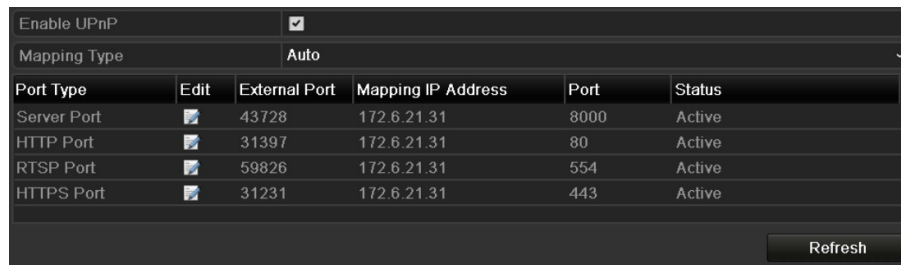 Enable UPnP
Mapping Type Auto
Port Type Edit External Port Mapping IP Address Port Status
Server Port 43728 172.6.21.31 8000 Active
HTTP Port 31397 172.6.21.31 80 Active
RTSP Port 59826 172.6.21.31 554 Active
HTTPS Port 31231 172.6.21.31 443 Active
Refresh